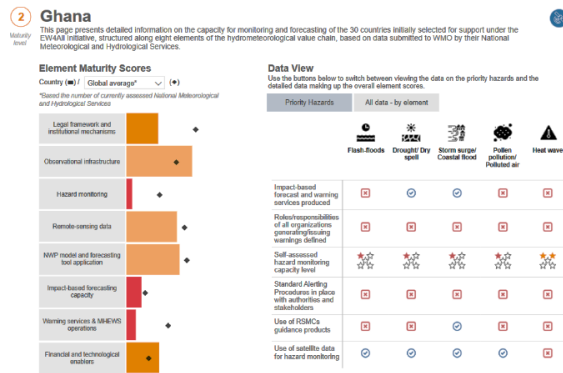 2
Maturity
level
Ghana
This page presents detailed information on the capacity for monitoring and forecasting of the 30 countries initially selected for support under the
EW4All initiative, structured along eight elements of the hydrometeorological value chain, based on data submitted to WMO by their National
Meteorological and Hydrological Services.
Element Maturity Scores
Country (■) / Global average* (◆)
*Based the number of currently assessed National Meteorological
and Hydrological Services
Legal framework and
institutional mechanisms
Observational infrastructure
Hazard monitoring
Remote-sensing data
NWP model and forecasting
tool application
Impact-based forecasting
capacity
Warning services & MHEWS
operations
Financial and technological
enablers
Data View
Use the buttons below to switch between viewing the data on the priority hazards and the
detailed data making up the overall element scores.
Priority Hazards
All data - by element
Flash-floods
Drought/ Dry
spell
Storm surge/
Coastal flood
Pollen
pollution/
Polluted air
Heat wave
Impact-based
forecast and warning
services produced
Roles/responsibilities
of all organizations
generating/issuing
warnings defined
Self-assessed
hazard monitoring
capacity level
Standard Alerting
Procedures in place
with authorities and
stakeholders
Use of RSMCs
guidance products
Use of satellite data
for hazard monitoring